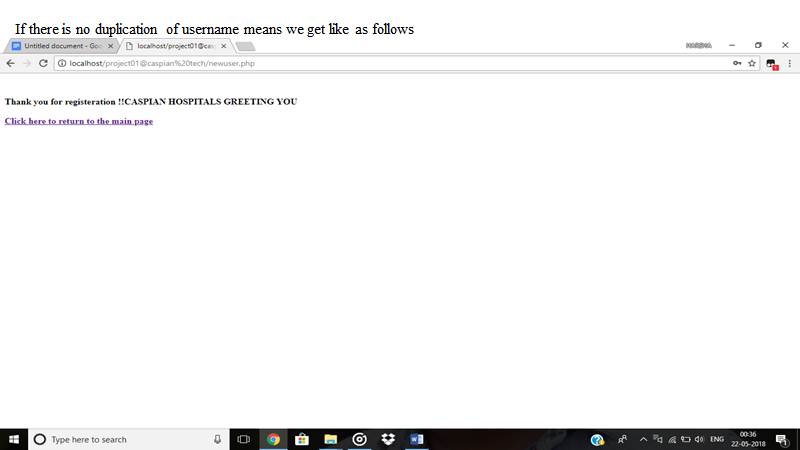 If there is no duplication of username means we get like as follows
Untitled document - Goo
localhost/project01@cas
HARSHA
localhost/project01@caspian%20tech/newuser.php
Thank you for registeration !!CASPIAN HOSPITALS GREETING YOU
Click here to return to the main page
Type here to search
ENG
00:36
22-05-2018